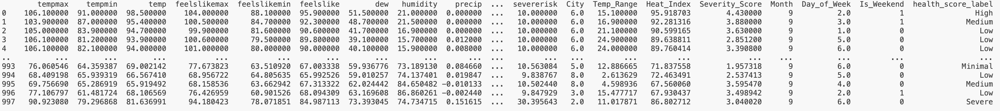 tempmax tempmin temp feelslikemax feelslikemin feelslike dew humidity precip ... severerisk City Temp_Range Heat_Index Severity_Score Month Day_of_Week Is_Weekend health_score_label
0 106.100000 91.000000 98.500000 104.000000 88.100000 95.900000 51.500000 21.000000 0.000000 ... 10.000000 6.0 15.100000 95.918703 4.430000 9 2.0 1 High
1 103.900000 87.000000 95.400000 100.500000 84.700000 92.300000 48.700000 21.500000 0.000000 ... 10.000000 6.0 16.900000 92.281316 3.880000 9 3.0 1 Medium
2 105.000000 83.900000 94.700000 99.900000 81.600000 90.600000 41.700000 16.900000 0.000000 ... 10.000000 6.0 21.100000 90.599165 3.630000 9 1.0 0 Low
3 106.100000 81.200000 93.900000 100.600000 79.500000 89.800000 39.100000 15.700000 0.012000 ... 10.000000 6.0 24.900000 89.638811 2.851200 9 5.0 0 Low
4 106.100000 82.100000 94.000000 101.000000 80.000000 90.000000 40.100000 15.900000 0.008000 ... 10.000000 6.0 24.000000 89.760414 3.390800 9 6.0 0 Low
.. ... ... ... ... ... ... ... ... ... ... ... ... ... ... ... ... ... ... ...
993 76.060546 64.359387 69.002142 77.673823 63.510920 67.003338 59.936776 73.189130 0.084660 ... 10.563084 5.0 12.886665 71.837558 1.957318 9 6.0 0 Minimal
994 68.409198 65.939319 66.567410 68.956722 64.805635 65.992526 59.010257 74.137401 0.019847 ... 9.838767 8.0 2.613629 72.463491 2.537413 9 5.0 0 Low
995 69.756690 65.286919 65.919492 68.158536 63.662942 67.313322 62.024442 84.650482 -0.010133 ... 10.502440 8.0 4.598936 67.560060 3.595470 9 4.0 0 Medium
996 77.106797 61.481724 68.106569 76.426959 60.901526 68.094309 63.169608 86.860261 -0.002440 ... 9.847929 3.0 15.477717 67.930437 3.498942 9 2.0 1 Low
997 90.923080 79.296868 81.636991 94.180423 78.071851 84.987113 73.393045 74.734715 0.151615 ... 30.395643 2.0 11.017871 86.802712 3.040020 9 6.0 0 Severe